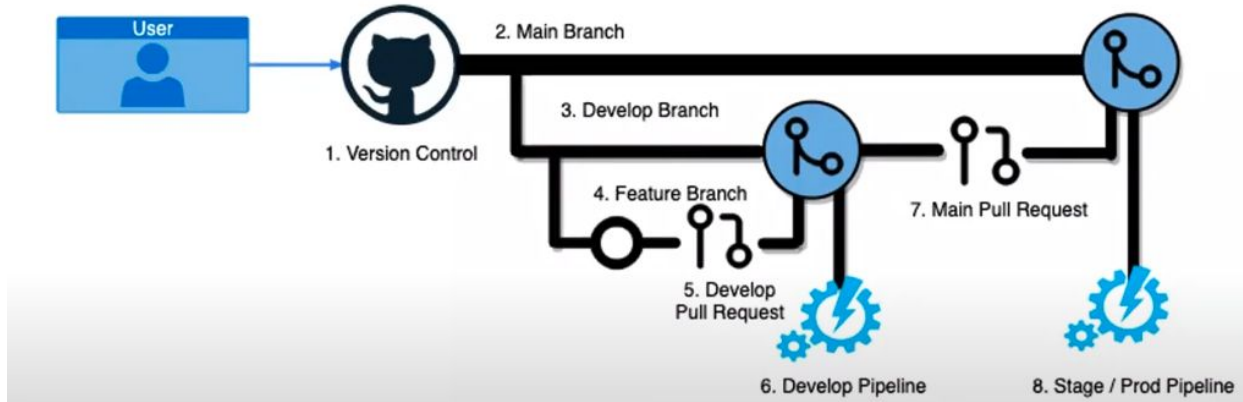 User
2. Main Branch
3. Develop Branch
1. Version Control
4. Feature Branch
7. Main Pull Request
5. Develop
Pull Request
6. Develop Pipeline
8. Stage / Prod Pipeline